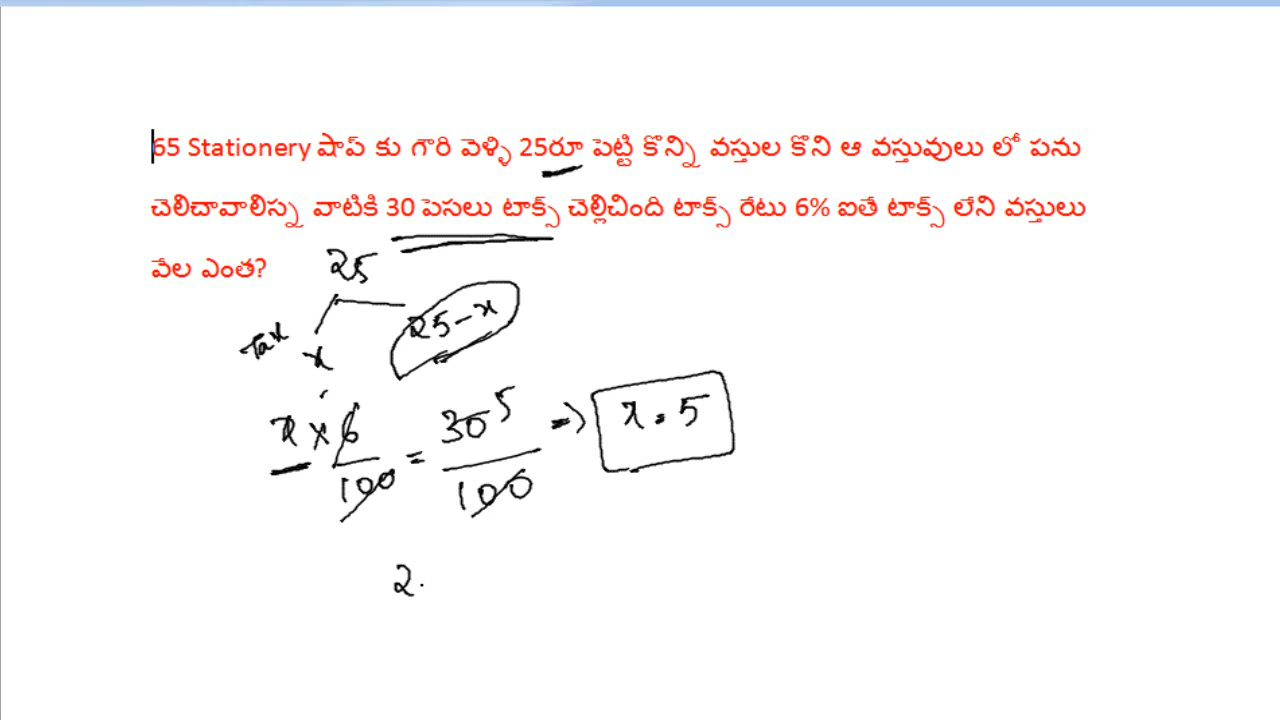 65 Stationery షాప్ కు గౌరి వెళ్ళి 25రూ పెట్టి కొన్ని వస్తుల కొని ఆ వస్తువులు లో పను
చెలిచావాలిస్న వాటికి 30 పెసలు టాక్స్ చెల్లిచింది టాక్స్ రేటు 6% ఐతే టాక్స్ లేని వస్తులు
వేల ఎంత?
25
Tax x 25-x
x × 6/100 = 30/100 5 => x = 5
2.